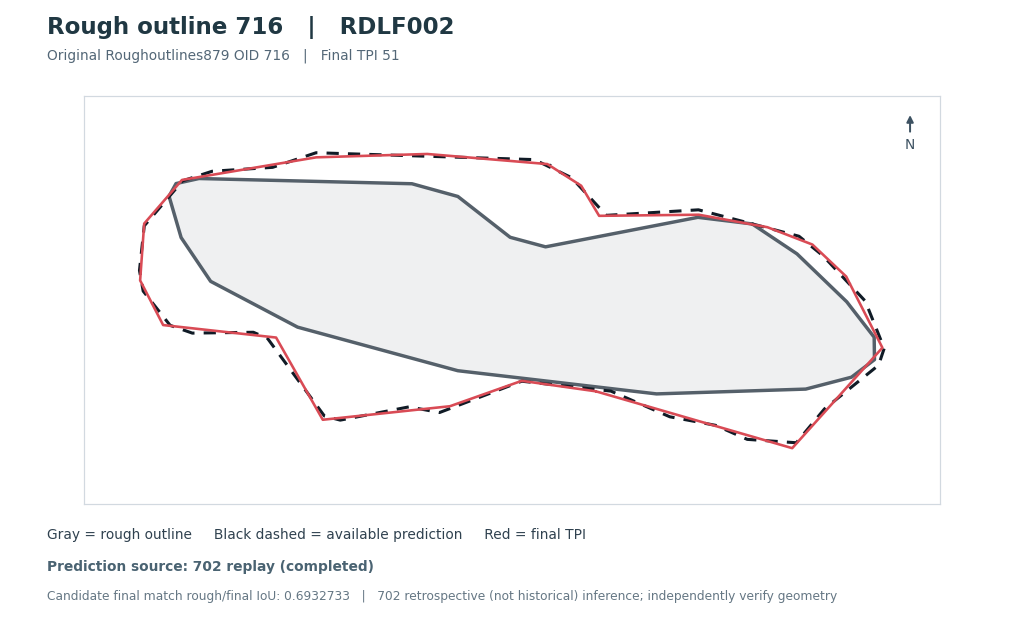 Rough outline 716   |   RDLF002
Original Roughoutlines879 OID 716   |   Final TPI 51
N
Gray = rough outline     Black dashed = available prediction     Red = final TPI
Prediction source: 702 replay (completed)
Candidate final match rough/final IoU: 0.6932733   |   702 retrospective (not historical) inference; independently verify geometry